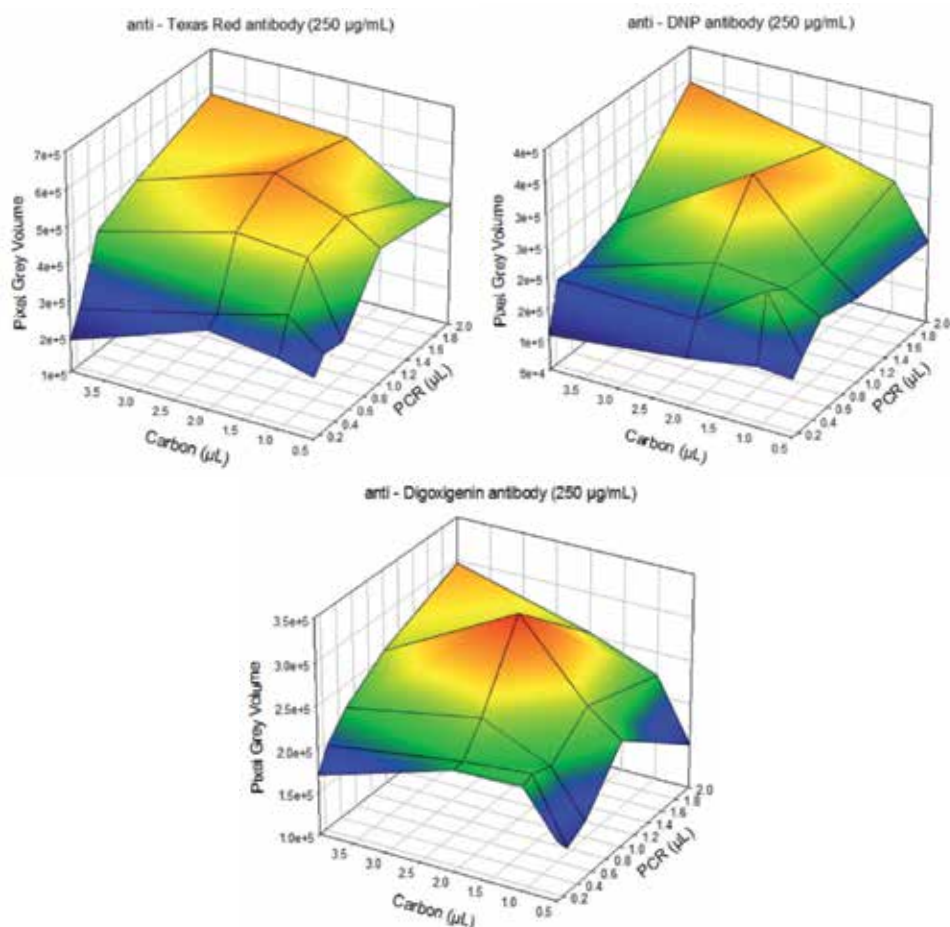 anti - Texas Red antibody (250 µg/mL)
Pixel Grey Volume
7e+5
6e+5
5e+5
4e+5
3e+5
2e+5
1e+5
3.5
3.0
2.5
2.0
1.5
1.0
0.5
Carbon (µL)
0.2
0.4
0.6
0.8
1.0
1.2
1.4
1.6
1.8
2.0
PCR (µL)
anti - DNP antibody (250 µg/mL)
Pixel Grey Volume
4e+5
4e+5
3e+5
3e+5
2e+5
2e+5
1e+5
5e+4
3.5
3.0
2.5
2.0
1.5
1.0
0.5
Carbon (µL)
0.2
0.4
0.6
0.8
1.0
1.2
1.4
1.6
1.8
2.0
PCR (µL)
anti - Digoxigenin antibody (250 µg/mL)
Pixel Grey Volume
3.5e+5
3.0e+5
2.5e+5
2.0e+5
1.5e+5
1.0e+5
3.5
3.0
2.5
2.0
1.5
1.0
0.5
Carbon (µL)
0.2
0.4
0.6
0.8
1.0
1.2
1.4
1.6
1.8
2.0
PCR (µL)